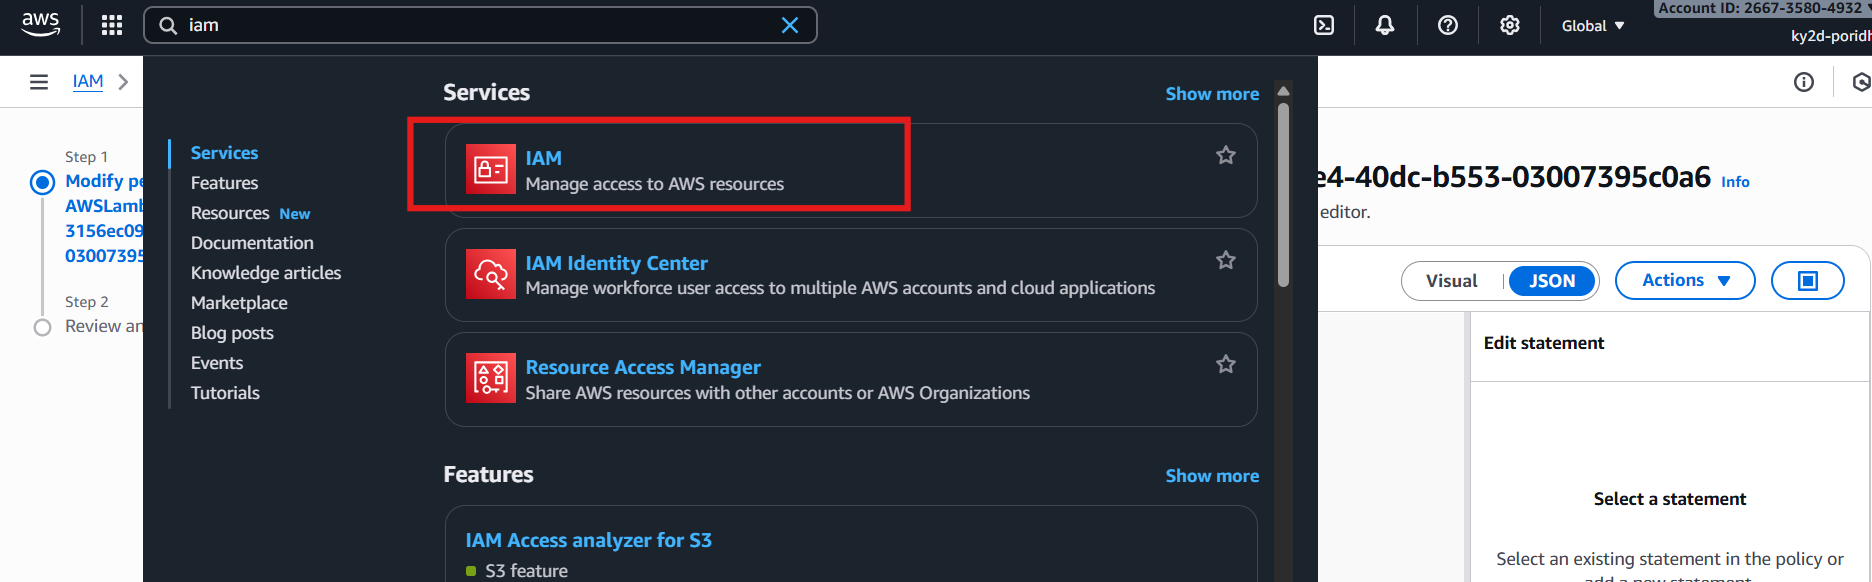 aws
iam
Global
Account ID: 2667-3580-4932
ky2d-poridh
IAM
Step 1
Modify pe
AWSLamb
3156ec09
03007395
Step 2
Review an
Services
Features
Resources New
Documentation
Knowledge articles
Marketplace
Blog posts
Events
Tutorials
Services
Show more
IAM
Manage access to AWS resources
IAM Identity Center
Manage workforce user access to multiple AWS accounts and cloud applications
Resource Access Manager
Share AWS resources with other accounts or AWS Organizations
Features
Show more
IAM Access analyzer for S3
S3 feature
e4-40dc-b553-03007395c0a6 Info
editor.
Visual
JSON
Actions
Edit statement
Select a statement
Select an existing statement in the policy or
add a new statement